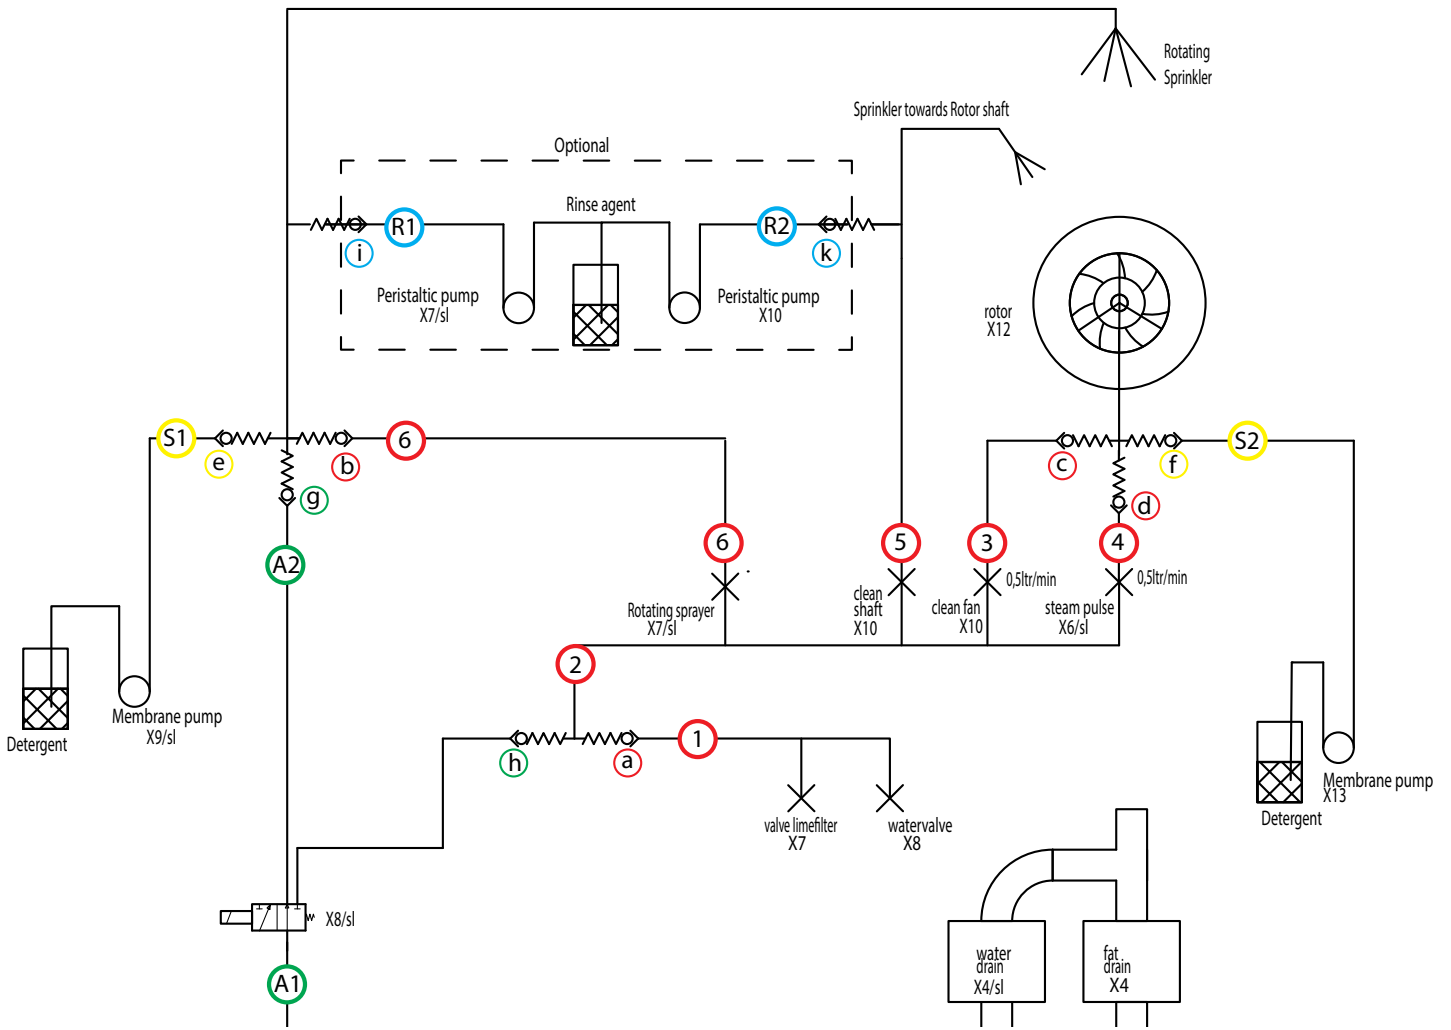 Rotating
Sprinkler
Sprinkler towards Rotor shaft
Optional
Rinse agent
R1
R2
i
k
Peristaltic pump
X7/sl
Peristaltic pump
X10
rotor
X12
S1
e
b
6
g
A2
c
f
S2
d
6
5
3
4
0,5ltr/min
0,5ltr/min
Rotating sprayer
X7/sl
clean
shaft
X10
clean fan
X10
steam pulse
X6/sl
2
Membrane pump
X9/sl
Detergent
h
a
1
valve limefilter
X7
watervalve
X8
Membrane pump
X13
Detergent
X8/sl
A1
water
drain
X4/sl
fat
drain
X4